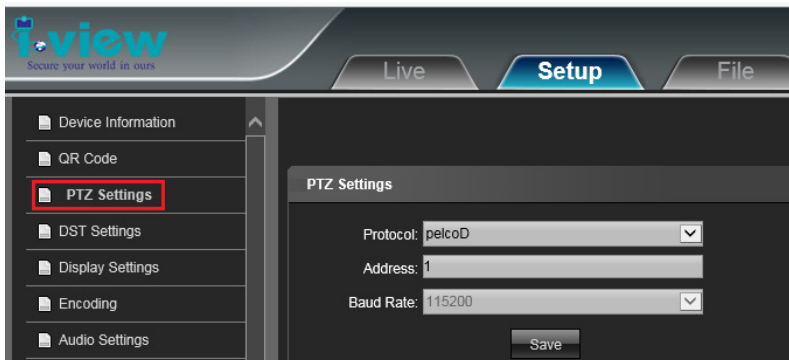 i-view
Secure your world in ours
Live
Setup
File
Device Information
QR Code
PTZ Settings
DST Settings
Display Settings
Encoding
Audio Settings
PTZ Settings
Protocol: pelcoD
Address: 1
Baud Rate: 115200
Save